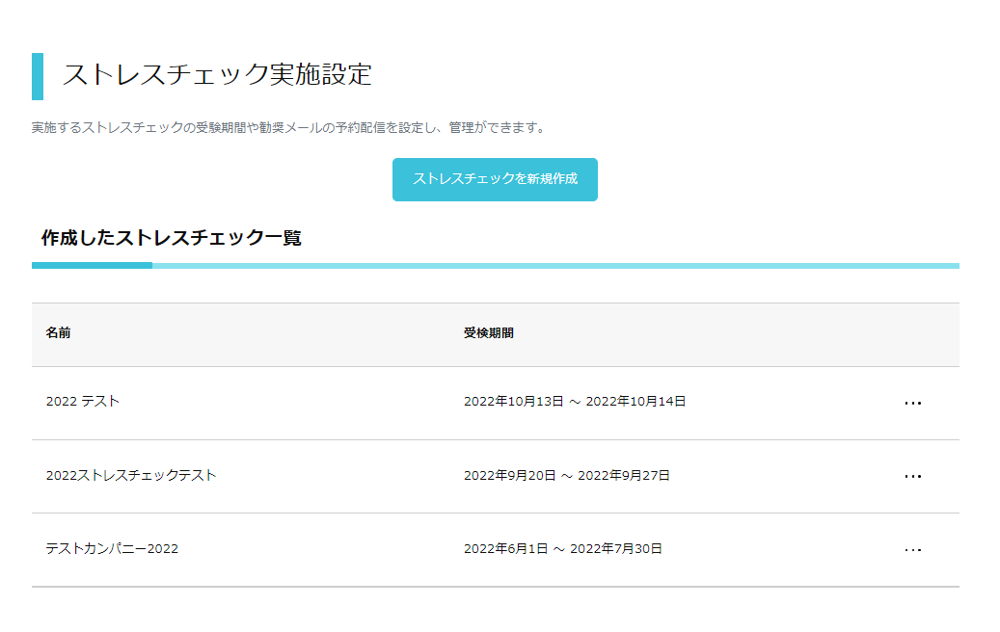 ストレスチェック実施設定
実施するストレスチェックの受験期間や勧奨メールの予約配信を設定し、管理ができます。
ストレスチェックを新規作成
作成したストレスチェック一覧
名前 受検期間
2022 テスト 2022年10月13日 ～ 2022年10月14日 ...
2022ストレスチェックテスト 2022年9月20日 ～ 2022年9月27日 ...
テストカンパニー2022 2022年6月1日 ～ 2022年7月30日 ...